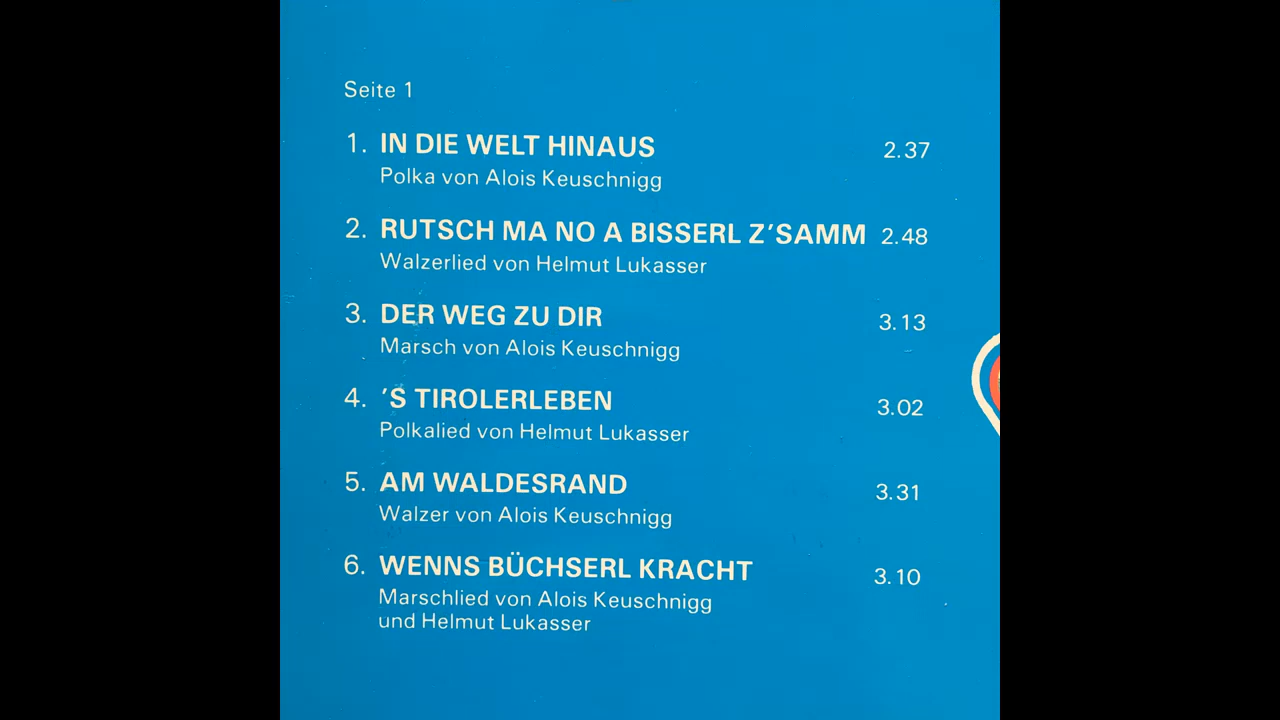 Seite 1
1. IN DIE WELT HINAUS 2.37
Polka von Alois Keuschnigg
2. RUTSCH MA NO A BISSERL Z'SAMM 2.48
Walzerlied von Helmut Lukasser
3. DER WEG ZU DIR 3.13
Marsch von Alois Keuschnigg
4. 'S TIROLERLEBEN 3.02
Polkalied von Helmut Lukasser
5. AM WALDESRAND 3.31
Walzer von Alois Keuschnigg
6. WENNS BÜCHSERL KRACHT 3.10
Marschlied von Alois Keuschnigg
und Helmut Lukasser